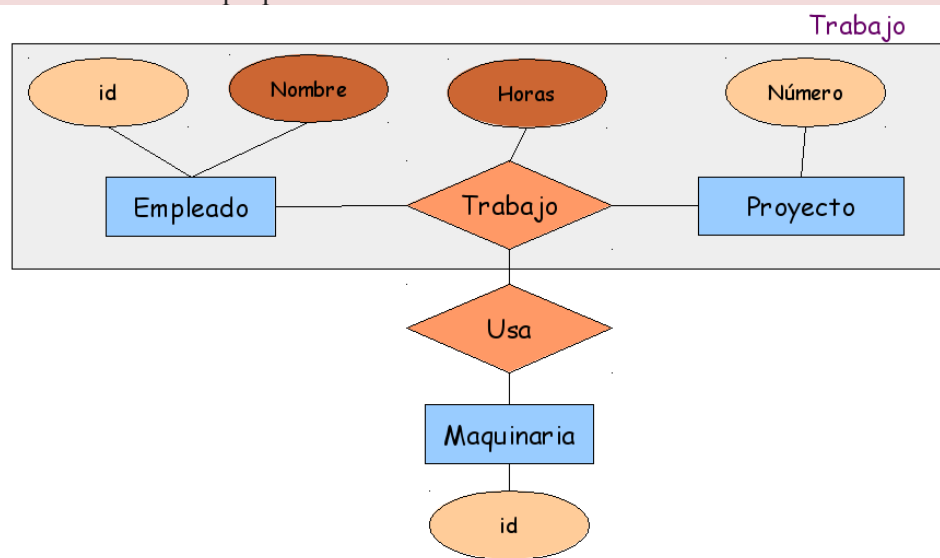 Trabajo
id
Nombre
Horas
Número
Empleado
Trabajo
Proyecto
Usa
Maquinaria
id